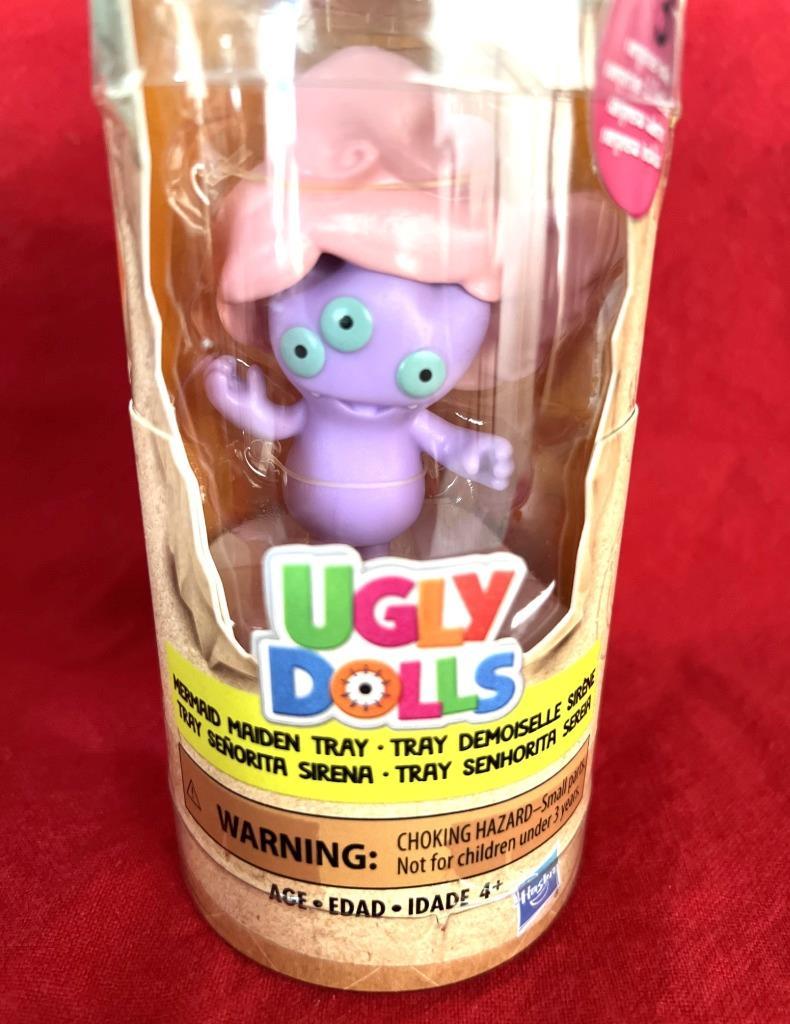 3
UGLY
DOLLS
MERMAID MAIDEN TRAY · TRAY DEMOISELLE SIRÈNE
TRAY SEÑORITA SIRENA · TRAY SENHORITA SEREIA
WARNING: CHOKING HAZARD—Small parts
Not for children under 3 years.
AGE • EDAD • IDADE 4+
Hasbro